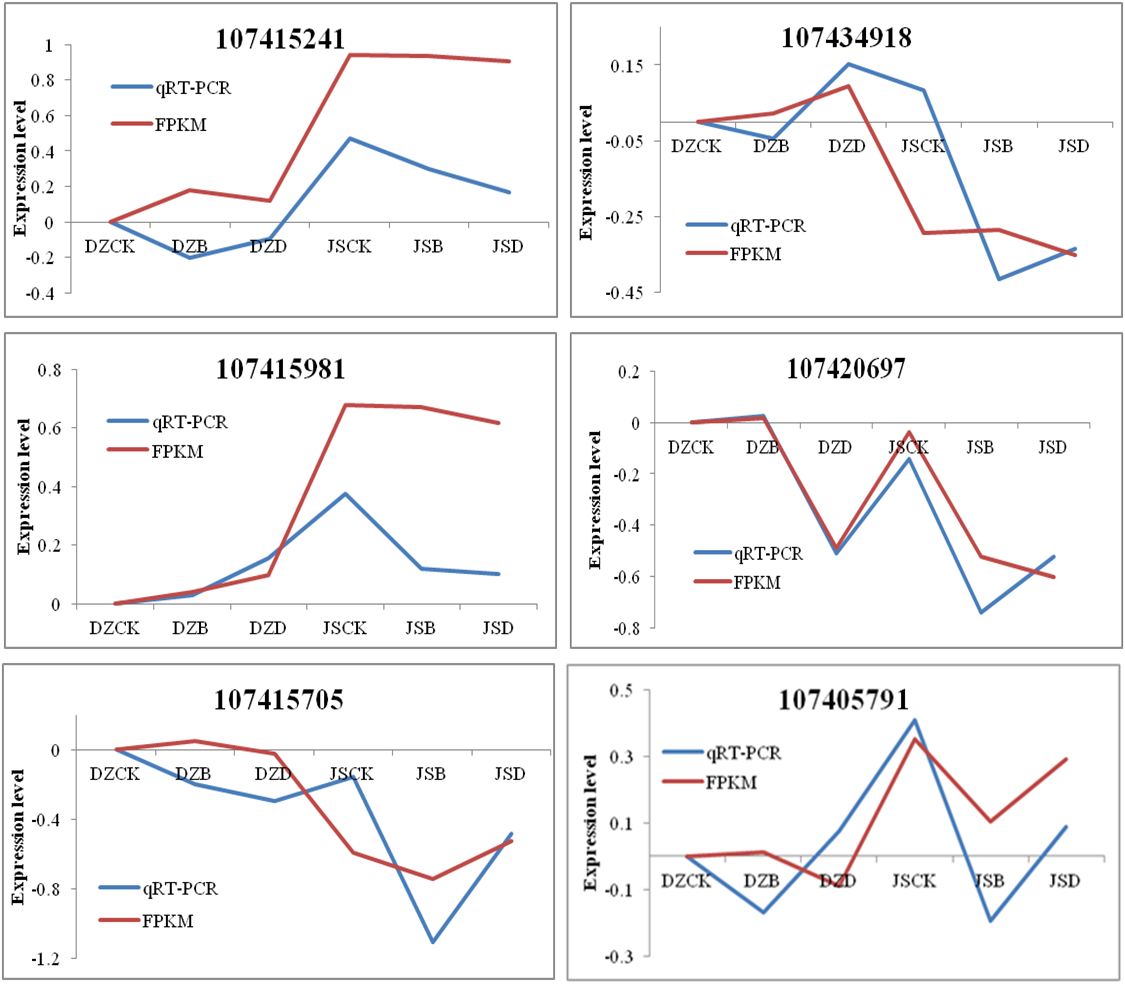 107415241
Expression level
1
0.8
0.6
0.4
0.2
0
-0.2
-0.4
qRT-PCR
FPKM
DZCK DZB DZD JSCK JSB JSD
107434918
Expression level
0.15
-0.05
-0.25
-0.45
DZCK DZB DZD JSCK JSB JSD
qRT-PCR
FPKM
107415981
Expression level
0.8
0.6
0.4
0.2
0
qRT-PCR
FPKM
DZCK DZB DZD JSCK JSB JSD
107420697
Expression level
0.2
0
-0.2
-0.4
-0.6
-0.8
DZCK DZB DZD JSCK JSB JSD
qRT-PCR
FPKM
107415705
Expression level
0
-0.4
-0.8
-1.2
DZCK DZB DZD JSCK JSB JSD
qRT-PCR
FPKM
107405791
Expression level
0.5
0.3
0.1
-0.1
-0.3
qRT-PCR
FPKM
DZCK DZB DZD JSCK JSB JSD